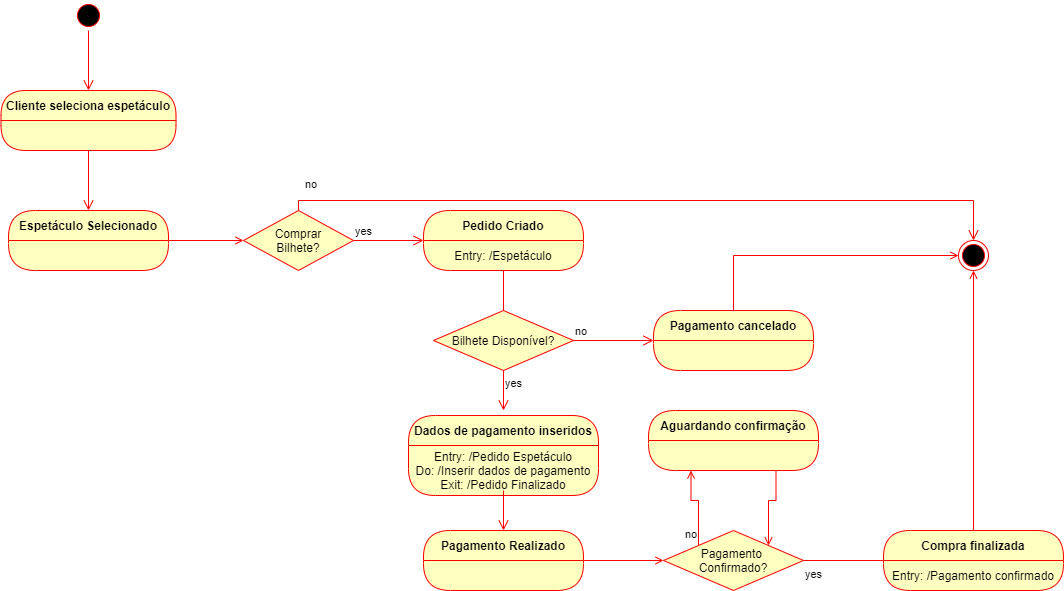 Cliente seleciona espetáculo
no
Espetáculo Selecionado
Comprar
Bilhete?
yes
Pedido Criado
Entry: /Espetáculo
Bilhete Disponível?
no
Pagamento cancelado
yes
Dados de pagamento inseridos
Entry: /Pedido Espetáculo
Do: /Inserir dados de pagamento
Exit: /Pedido Finalizado
Aguardando confirmação
no
Pagamento Realizado
Pagamento
Confirmado?
yes
Compra finalizada
Entry: /Pagamento confirmado